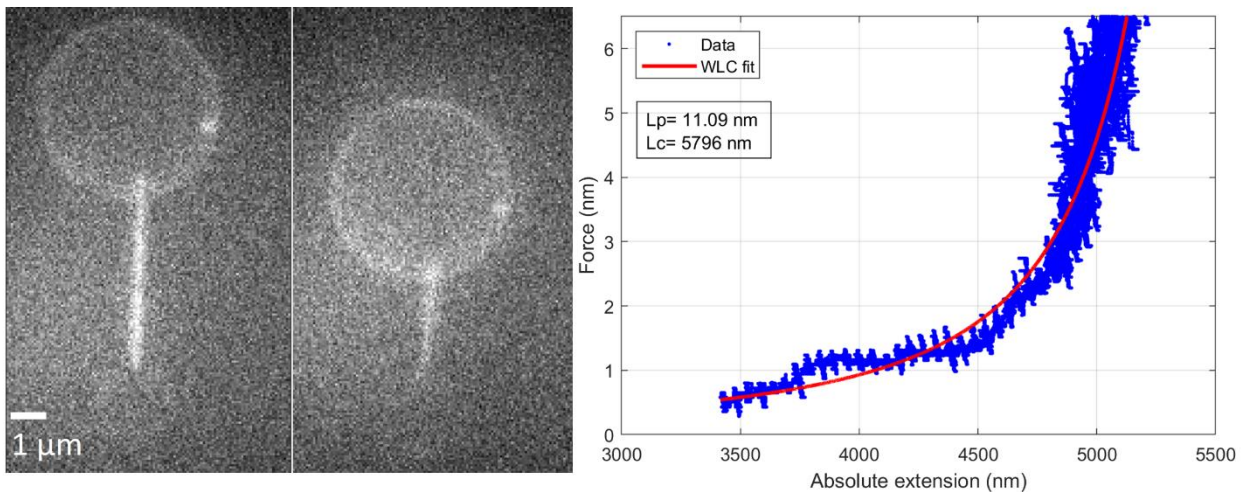 1 µm
Data
WLC fit
Lp= 11.09 nm
Lc= 5796 nm
Force (nm)
6
5
4
3
2
1
0
3000 3500 4000 4500 5000 5500
Absolute extension (nm)